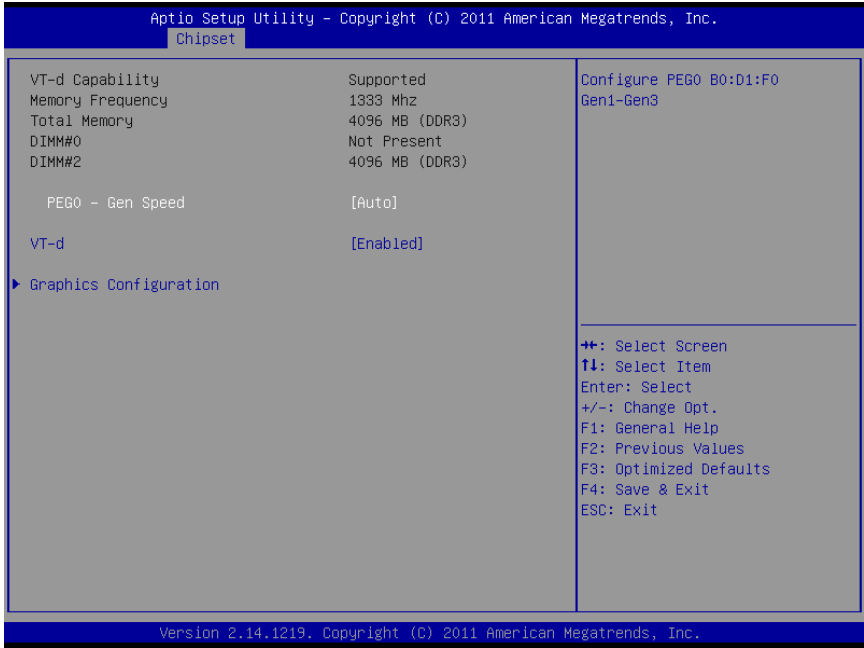 Aptio Setup Utility – Copyright (C) 2011 American Megatrends, Inc.
Chipset
VT-d Capability Supported
Memory Frequency 1333 Mhz
Total Memory 4096 MB (DDR3)
DIMM#0 Not Present
DIMM#2 4096 MB (DDR3)
PEG0 – Gen Speed [Auto]
VT-d [Enabled]
Graphics Configuration
Configure PEG0 B0:D1:F0
Gen1-Gen3
→←: Select Screen
↑↓: Select Item
Enter: Select
+/-: Change Opt.
F1: General Help
F2: Previous Values
F3: Optimized Defaults
F4: Save & Exit
ESC: Exit
Version 2.14.1219. Copyright (C) 2011 American Megatrends, Inc.